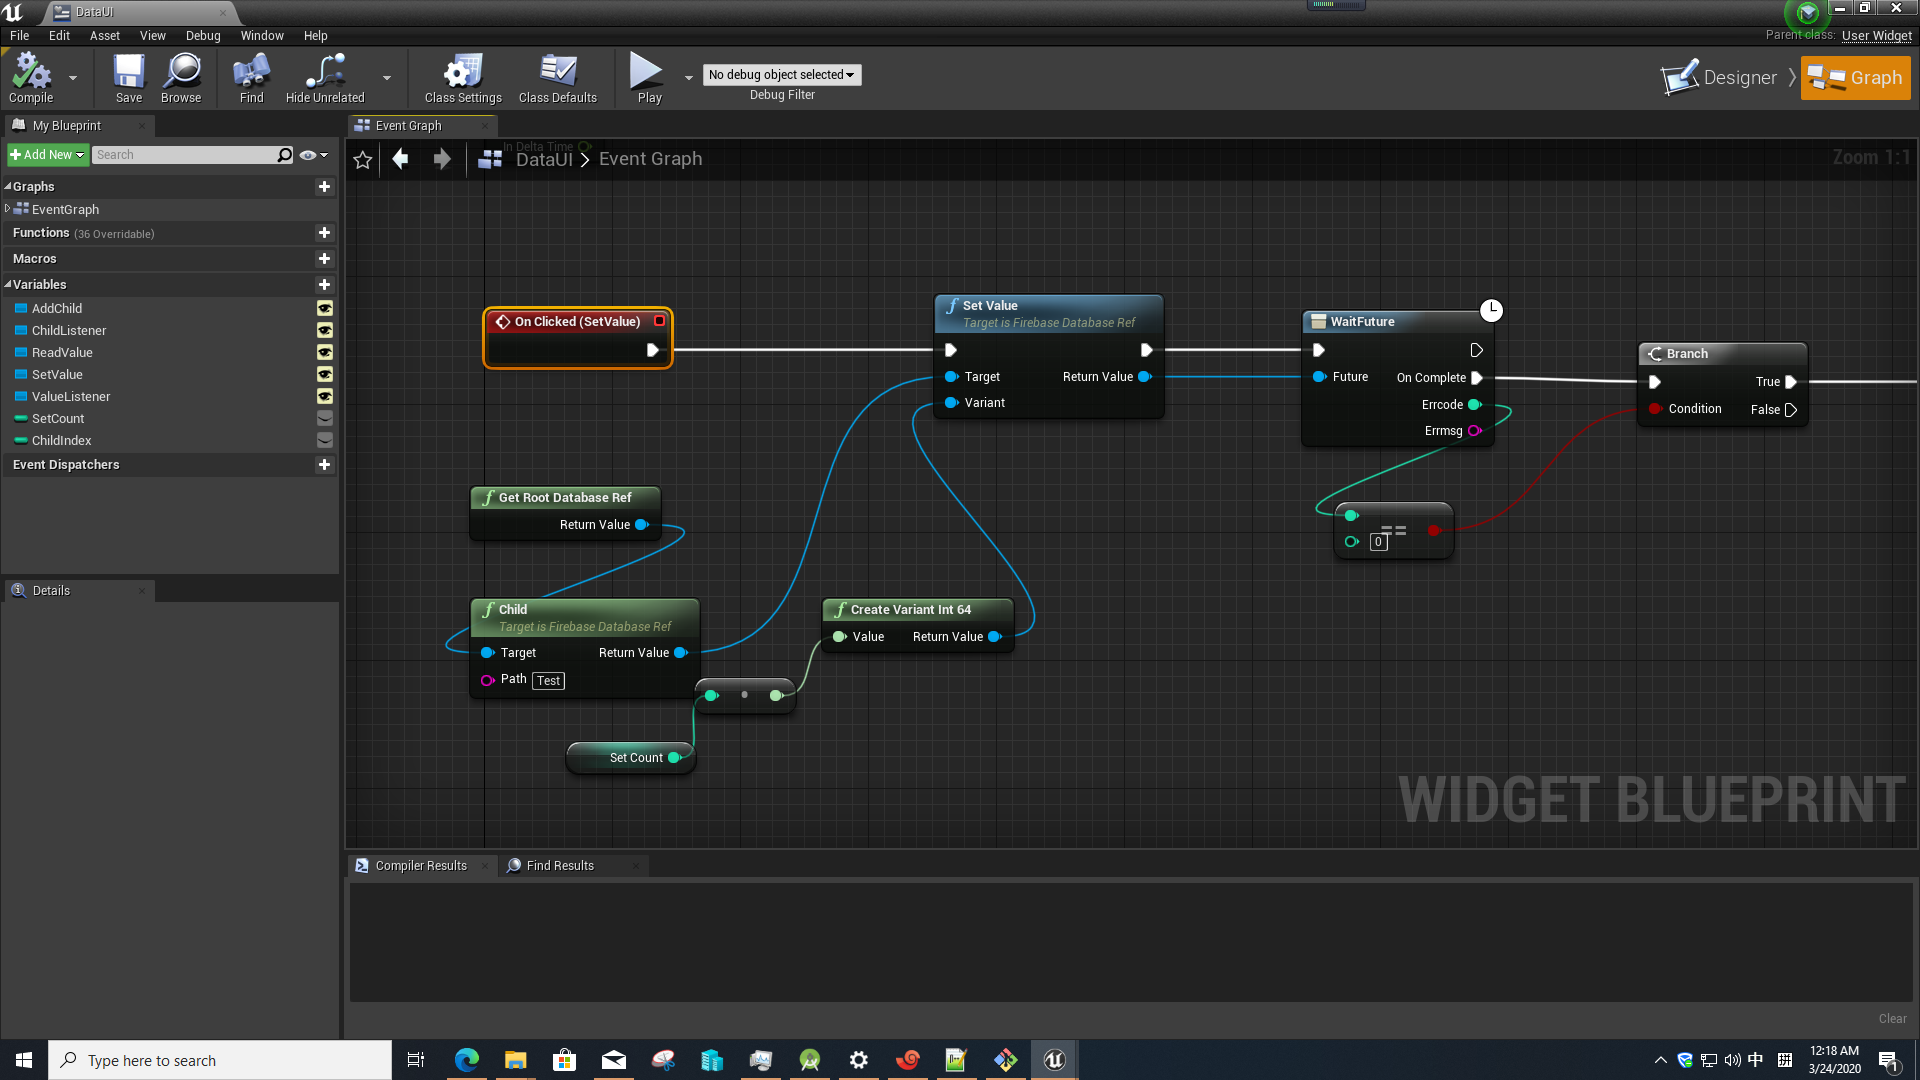 DataUI
File Edit Asset View Debug Window Help
Parent class: User Widget
Compile Save Browse Find Hide Unrelated Class Settings Class Defaults Play
No debug object selected
Debug Filter
Designer
Graph
My Blueprint
Add New
Search
Graphs
EventGraph
Functions (36 Overridable)
Macros
Variables
AddChild
ChildListener
ReadValue
SetValue
ValueListener
SetCount
ChildIndex
Event Dispatchers
Details
Event Graph
In Delta Time
DataUI > Event Graph
Zoom 1:1
On Clicked (SetValue)
f Set Value
Target is Firebase Database Ref
Target Return Value
Variant
WaitFuture
Future On Complete
Errcode
Errmsg
Branch
True
Condition False
==
0
f Get Root Database Ref
Return Value
f Child
Target is Firebase Database Ref
Target Return Value
Path Test
f Create Variant Int 64
Value Return Value
Set Count
WIDGET BLUEPRINT
Compiler Results
Find Results
Clear
Type here to search
中
12:18 AM
3/24/2020
1